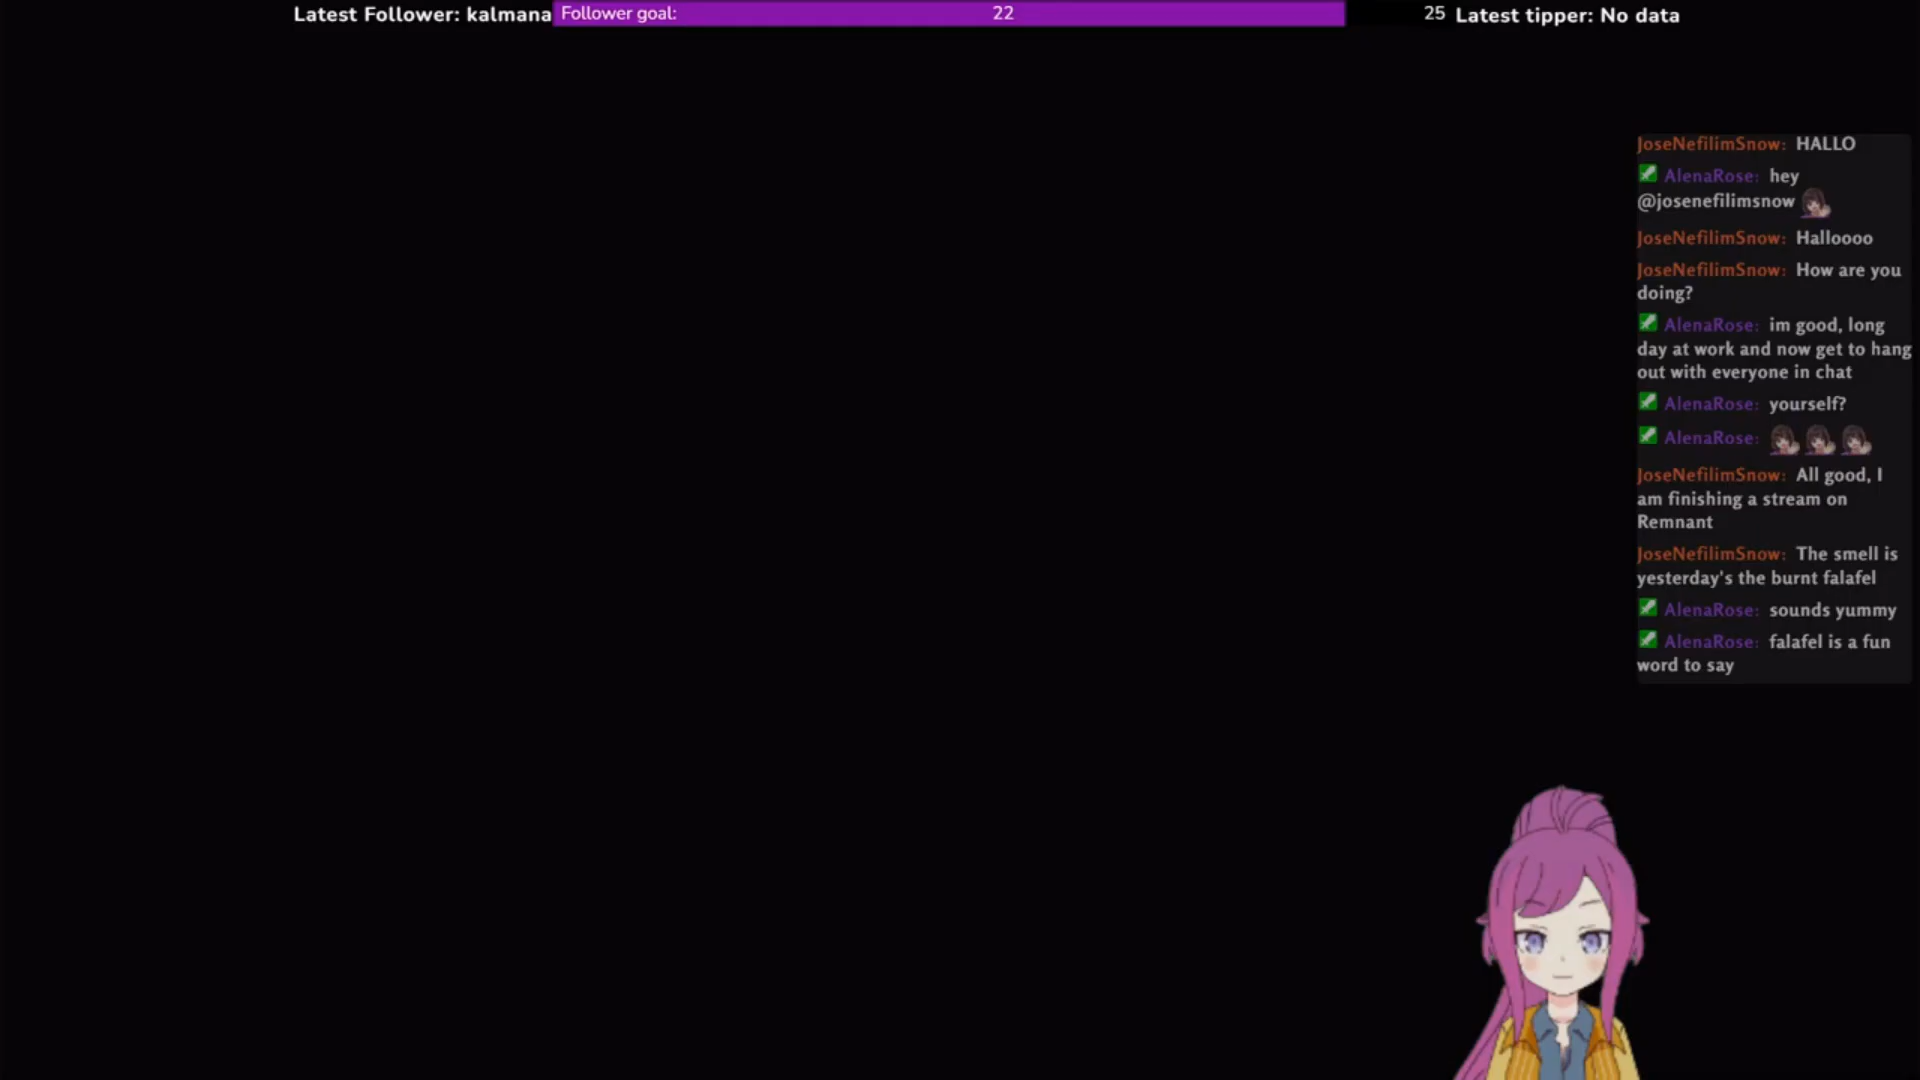 Latest Follower: kalmana Follower goal: 22 25 Latest tipper: No data
JoseNefilimSnow: HALLO
AlenaRose: hey
@josenefilimsnow
JoseNefilimSnow: Halloooo
JoseNefilimSnow: How are you
doing?
AlenaRose: im good, long
day at work and now get to hang
out with everyone in chat
AlenaRose: yourself?
AlenaRose:
JoseNefilimSnow: All good, I
am finishing a stream on
Remnant
JoseNefilimSnow: The smell is
yesterday's the burnt falafel
AlenaRose: sounds yummy
AlenaRose: falafel is a fun
word to say